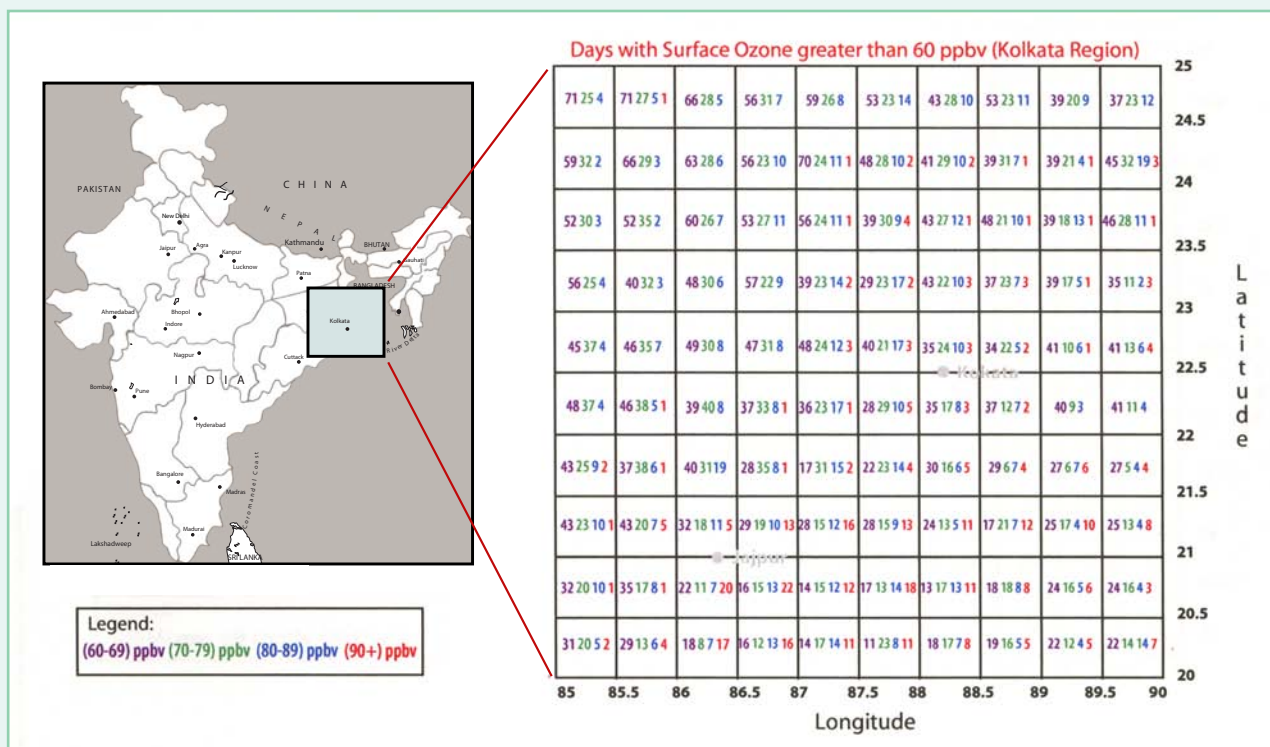 Days with Surface Ozone greater than 60 ppbv (Kolkata Region)
PAKISTAN
CHINA
NEPAL
New Delhi
Jaipur
Agra
Kanpur
Lucknow
Kathmandu
BHUTAN
Gauhati
Patna
BANGLADESH
Ahmedabad
Bhopol
Indore
Kolkata
River Delta
Nagpur
Cuttack
INDIA
Bombay
Pune
Hyderabad
Coromandel Coast
Bangalore
Madras
Lakshadweep
Madurai
SRI LANKA
Legend:
(60-69) ppbv (70-79) ppbv (80-89) ppbv (90+) ppbv
25
71 25 4 71 27 5 1 66 28 5 56 31 7 59 26 8 53 23 14 43 28 10 53 23 11 39 20 9 37 23 12
24.5
59 32 2 66 29 3 63 28 6 56 23 10 70 24 11 1 48 28 10 2 41 29 10 2 39 31 7 1 39 21 4 1 45 32 19 3
24
52 30 3 52 35 2 60 26 7 53 27 11 56 24 11 1 39 30 9 4 43 27 12 1 48 21 10 1 39 18 13 1 46 28 11 1
23.5
56 25 4 40 32 3 48 30 6 57 22 9 39 23 14 2 29 23 17 2 43 22 10 3 37 23 7 3 39 17 5 1 35 11 2 3
23
45 37 4 46 35 7 49 30 8 47 31 8 48 24 12 3 40 21 17 3 35 24 10 3 34 22 5 2 41 10 6 1 41 13 6 4
22.5
Kokata
48 37 4 46 38 5 1 39 40 8 37 33 8 1 36 23 17 1 28 29 10 5 35 17 8 3 37 12 7 2 40 9 3 41 11 4
22
43 25 9 2 37 38 6 1 40 31 19 28 35 8 1 17 31 15 2 22 23 14 4 30 16 6 5 29 6 7 4 27 6 7 6 27 5 4 4
21.5
43 23 10 1 43 20 7 5 32 18 11 5 29 19 10 13 28 15 12 16 28 15 9 13 24 13 5 11 17 21 7 12 25 17 4 10 25 13 4 8
21
Jajpur
32 20 10 1 35 17 8 1 22 11 7 20 16 15 13 22 14 15 12 12 17 13 14 18 13 17 13 11 18 18 8 8 24 16 5 6 24 16 4 3
20.5
31 20 5 2 29 13 6 4 18 8 7 17 16 12 13 16 14 17 14 11 11 23 8 11 18 17 7 8 19 16 5 5 22 12 4 5 22 14 14 7
20
85 85.5 86 86.5 87 87.5 88 88.5 89 89.5 90
Longitude
Latitude